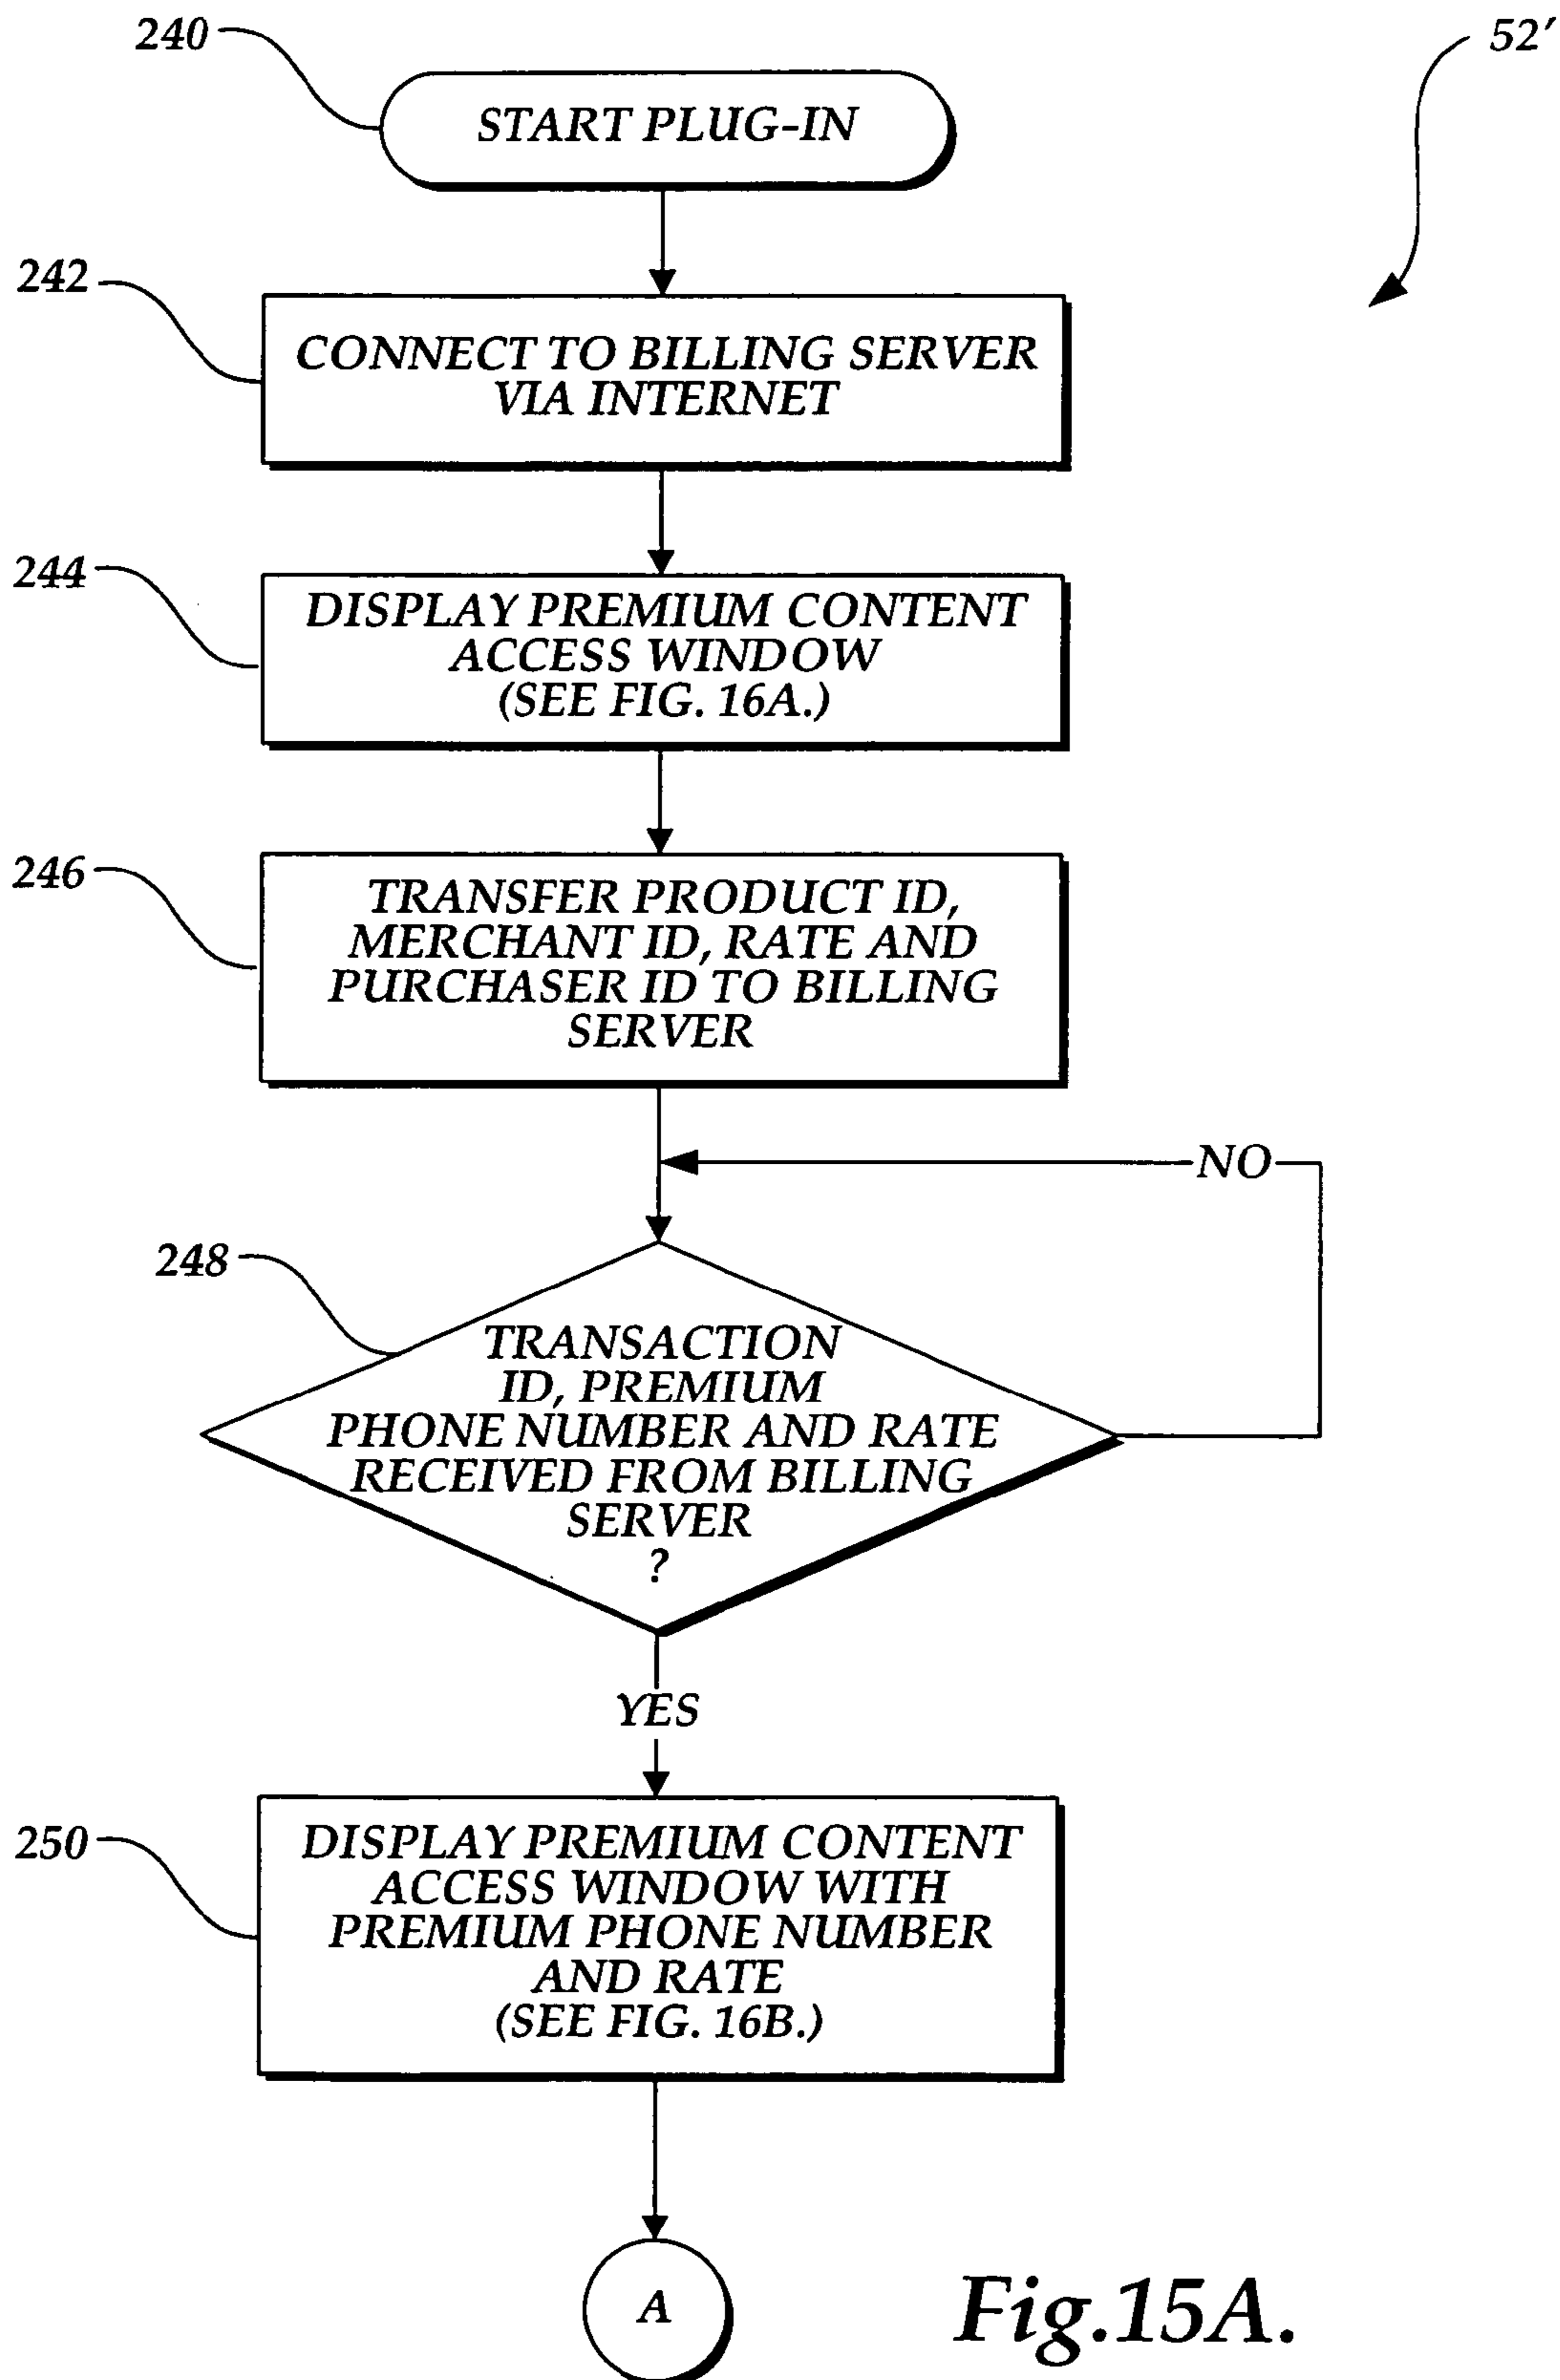 240
52'
START PLUG-IN
242
CONNECT TO BILLING SERVER
VIA INTERNET
244
DISPLAY PREMIUM CONTENT
ACCESS WINDOW
(SEE FIG. 16A.)
246
TRANSFER PRODUCT ID,
MERCHANT ID, RATE AND
PURCHASER ID TO BILLING
SERVER
NO
248
TRANSACTION
ID, PREMIUM
PHONE NUMBER AND RATE
RECEIVED FROM BILLING
SERVER
?
YES
250
DISPLAY PREMIUM CONTENT
ACCESS WINDOW WITH
PREMIUM PHONE NUMBER
AND RATE
(SEE FIG. 16B.)
A
Fig.15A.